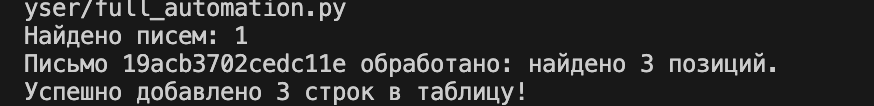 yser/full_automation.py
Найдено писем: 1
Письмо 19acb3702cedc11e обработано: найдено 3 позиций.
Успешно добавлено 3 строк в таблицу!